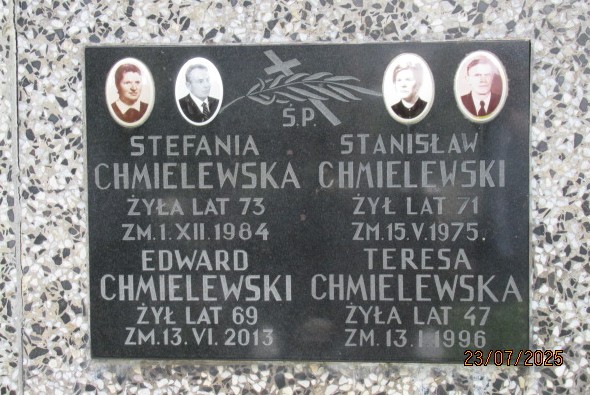 Ś.P.
STEFANIA
CHMIELEWSKA
ŻYŁA LAT 73
ZM. 1. XII. 1984
STANISŁAW
CHMIELEWSKI
ŻYŁ LAT 71
ZM. 15. V. 1975.
EDWARD
CHMIELEWSKI
ŻYŁ LAT 69
ZM. 13. VI. 2013
TERESA
CHMIELEWSKA
ŻYŁA LAT 47
ZM. 13. I 1996
23/07/2025